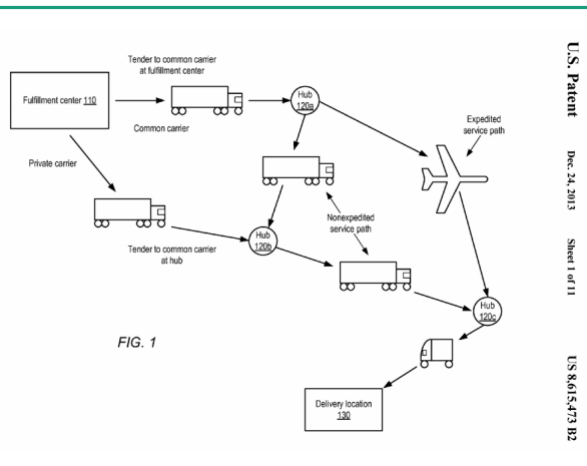 Tender to common carrier
at fulfillment center
Fulfillment center 110
Hub
120a
Common carrier
Expedited
service path
Private carrier
Nonexpedited
service path
Hub
120b
Tender to common carrier
at hub
Hub
120c
FIG. 1
Delivery location
130
U.S. Patent
Dec. 24, 2013
Sheet 1 of 11
US 8,615,473 B2